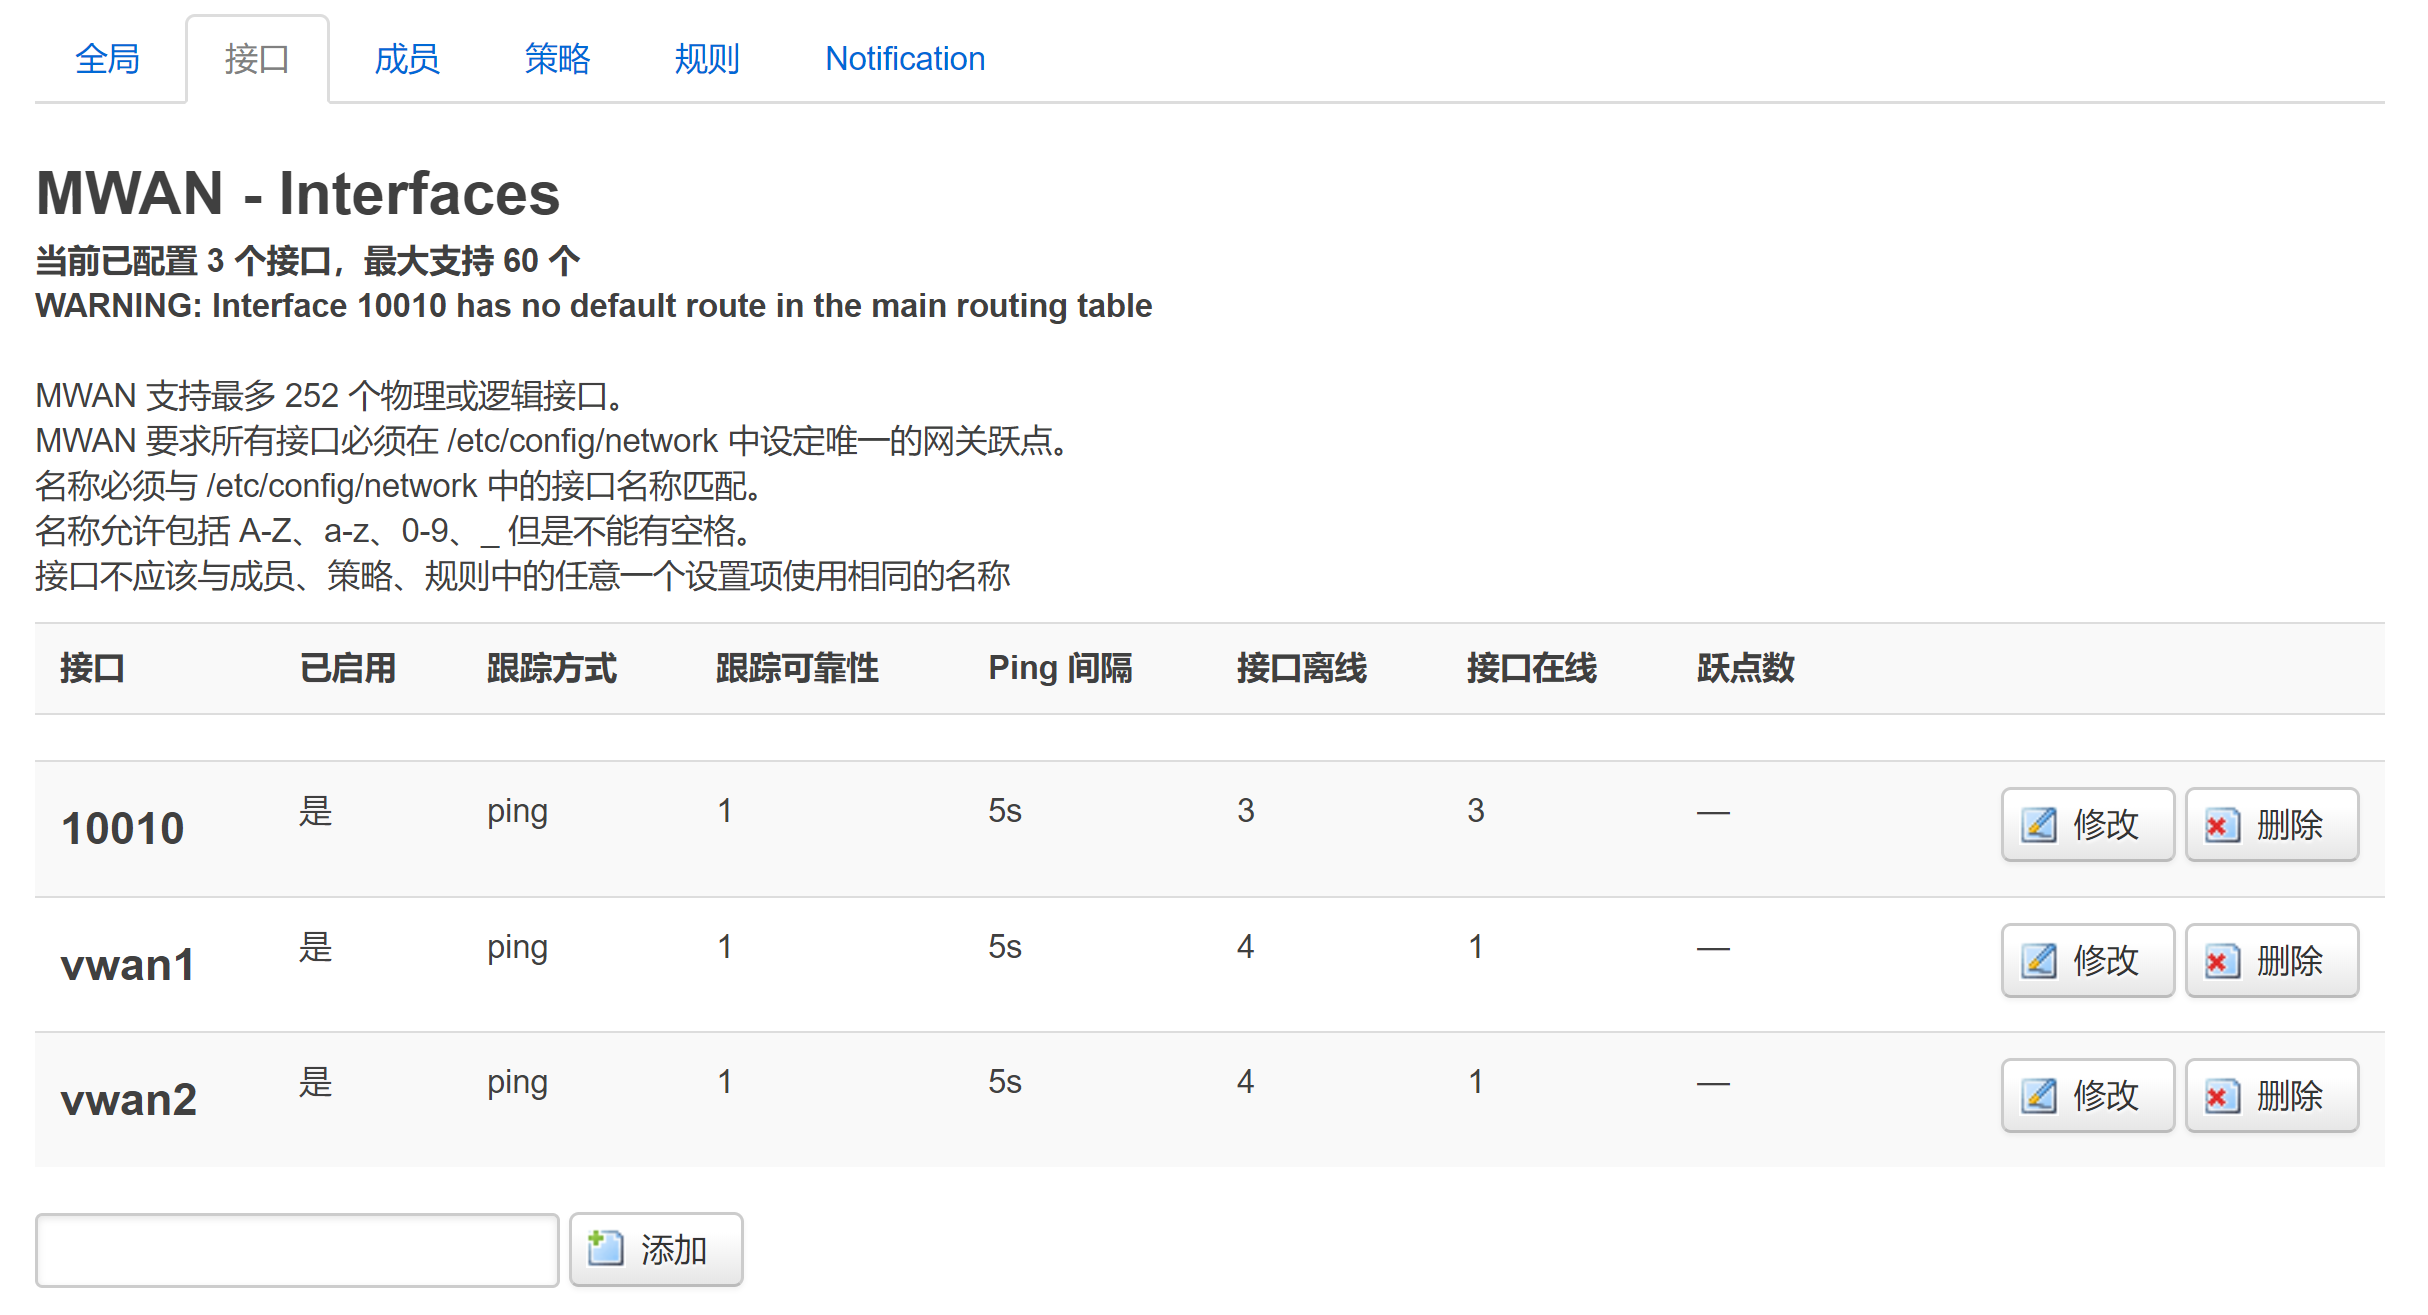 全局 接口 成员 策略 规则 Notification
MWAN - Interfaces
当前已配置 3 个接口，最大支持 60 个
WARNING: Interface 10010 has no default route in the main routing table
MWAN 支持最多 252 个物理或逻辑接口。
MWAN 要求所有接口必须在 /etc/config/network 中设定唯一的网关跃点。
名称必须与 /etc/config/network 中的接口名称匹配。
名称允许包括 A-Z、a-z、0-9、_ 但是不能有空格。
接口不应该与成员、策略、规则中的任意一个设置项使用相同的名称
接口 已启用 跟踪方式 跟踪可靠性 Ping 间隔 接口离线 接口在线 跃点数
10010 是 ping 1 5s 3 3 — 修改 删除
vwan1 是 ping 1 5s 4 1 — 修改 删除
vwan2 是 ping 1 5s 4 1 — 修改 删除
添加